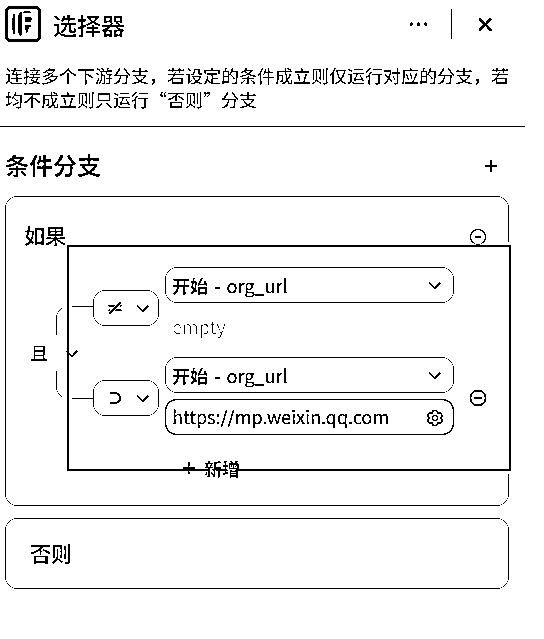 IF 选择器
连接多个下游分支，若设定的条件成立则仅运行对应的分支，若
均不成立则只运行“否则”分支
条件分支
如果
开始 - org_url
≠
empty
且
开始 - org_url
⊃
https://mp.weixin.qq.com
+ 新增
否则